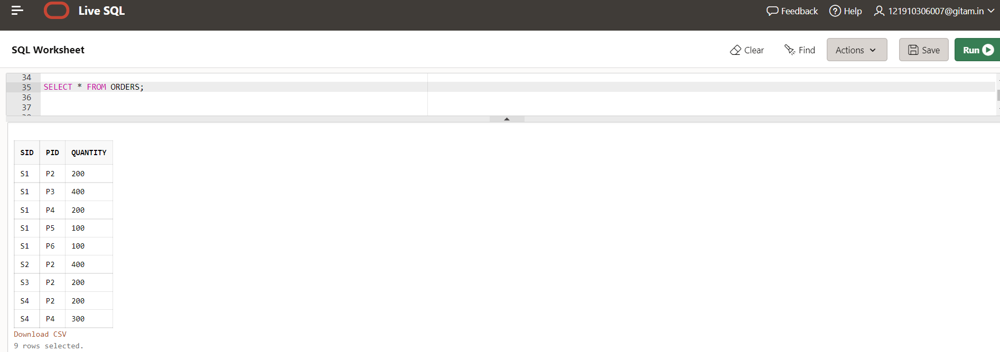 Live SQL
Feedback Help 121910306007@gitam.in
SQL Worksheet
Clear Find Actions Save Run
34
35 SELECT * FROM ORDERS;
36
37
SID PID QUANTITY
S1 P2 200
S1 P3 400
S1 P4 200
S1 P5 100
S1 P6 100
S2 P2 400
S3 P2 200
S4 P2 200
S4 P4 300
Download CSV
9 rows selected.